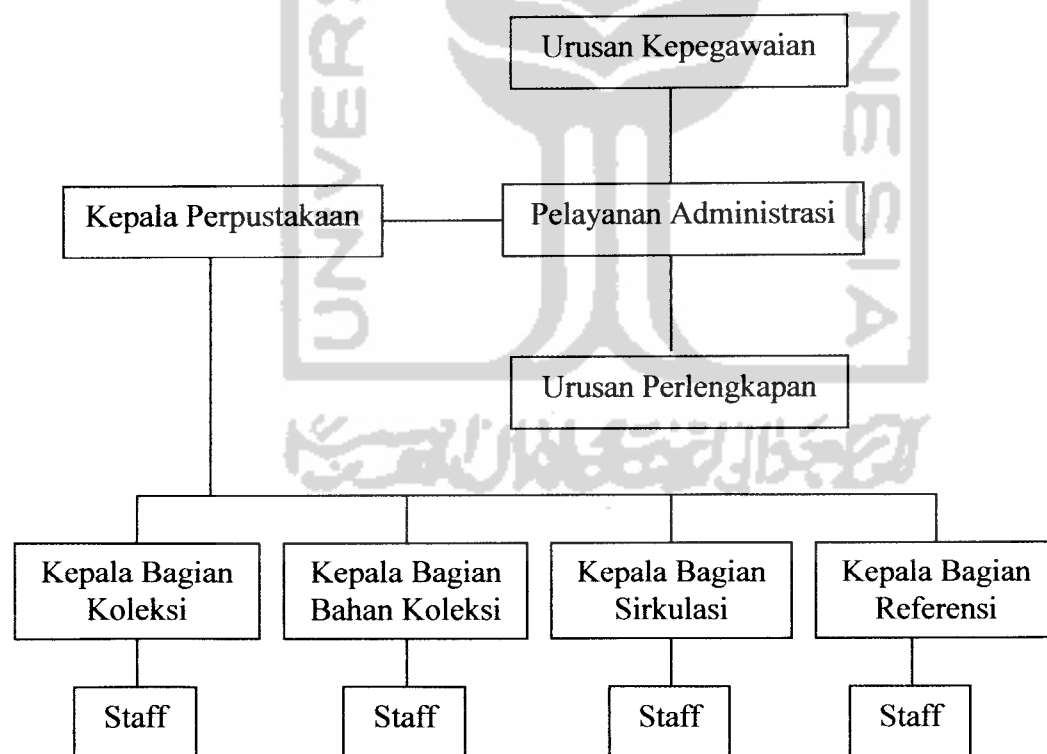 Urusan Kepegawaian
Kepala Perpustakaan
Pelayanan Administrasi
Urusan Perlengkapan
Kepala Bagian
Koleksi
Kepala Bagian
Bahan Koleksi
Kepala Bagian
Sirkulasi
Kepala Bagian
Referensi
Staff
Staff
Staff
Staff